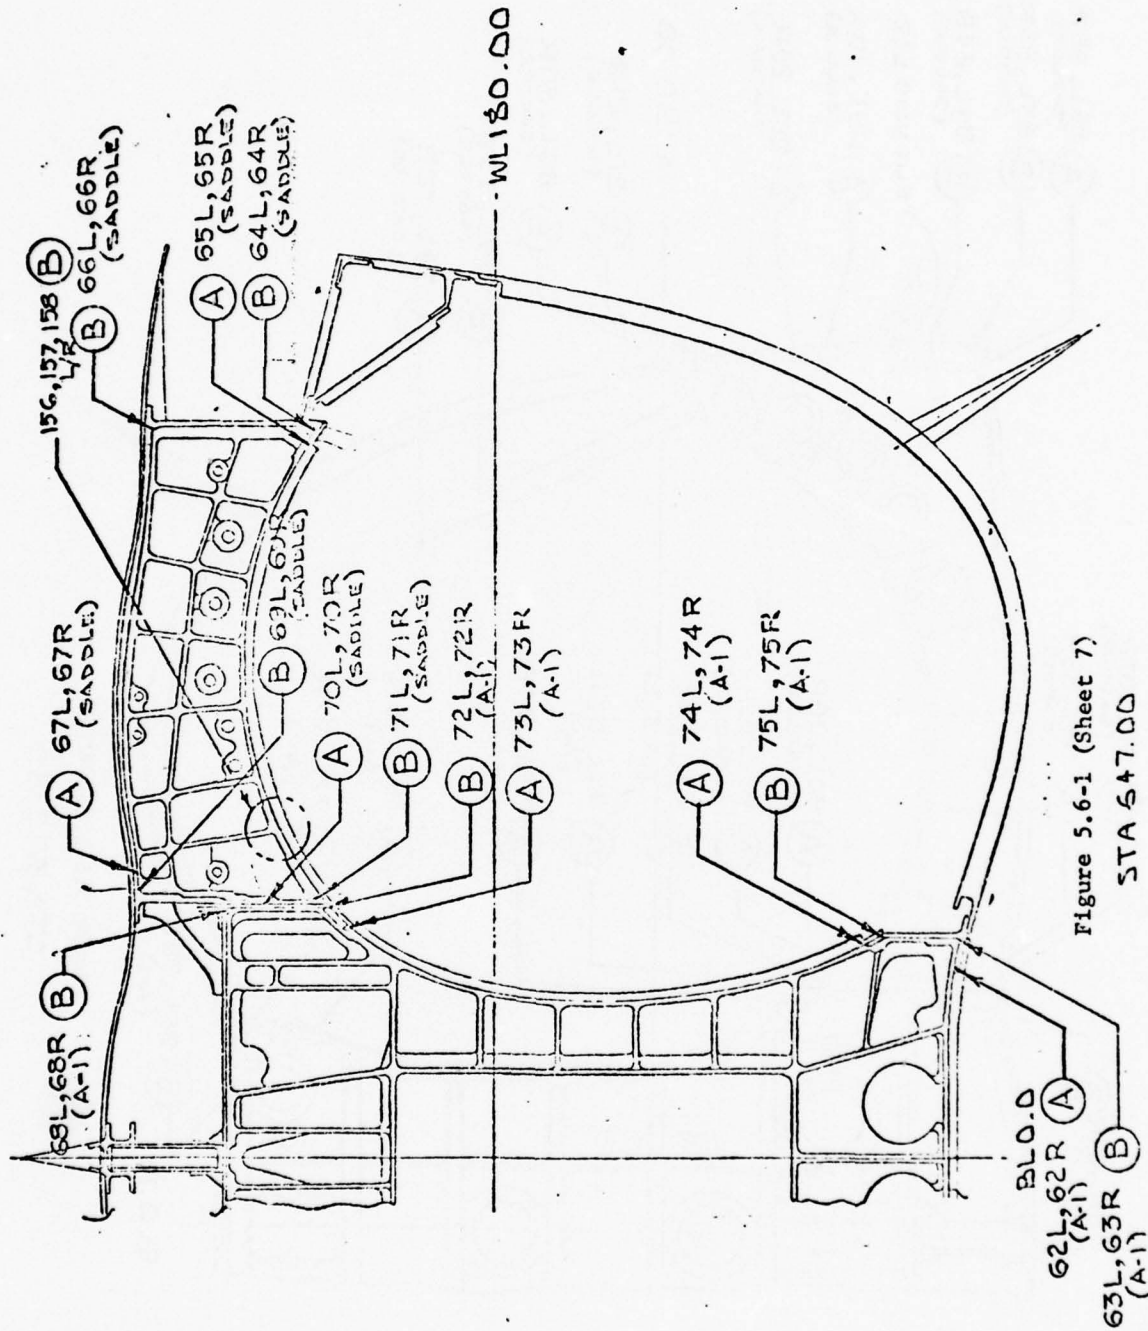 68L, 68R (B)
(A-1)
(A) 67L, 67R
(SADDLE)
156, 157, 158 (B)
L/R
(B) 66L, 66R
(SADDLE)
(A) 65L, 65R
(SADDLE)
(B) 64L, 64R
(SADDLE)
(B) 69L, 69R
(SADDLE)
(A) 70L, 70R
(SADDLE)
(B) 71L, 71R
(SADDLE)
(B) 72L, 72R
(A-1)
(A) 73L, 73R
(A-1)
WL180.00
(A) 74L, 74R
(A-1)
(B) 75L, 75R
(A-1)
BL0.0
62L, 62R (A)
(A-1)
63L, 63R (B)
(A-1)
Figure 5.6-1 (Sheet 7)
STA 647.00